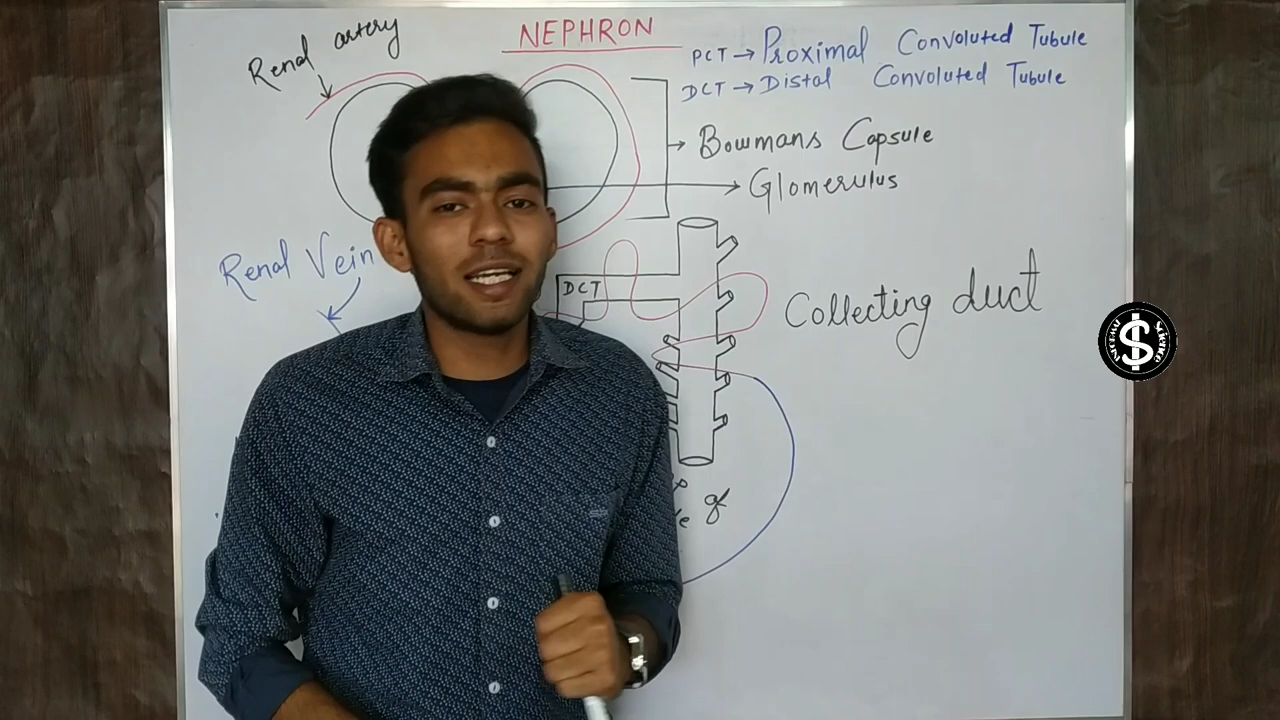 Renal artery
NEPHRON
PCT → Proximal Convoluted Tubule
DCT → Distal Convoluted Tubule
Bowmans Capsule
Glomerulus
Renal Vein
DCT
Collecting duct
of